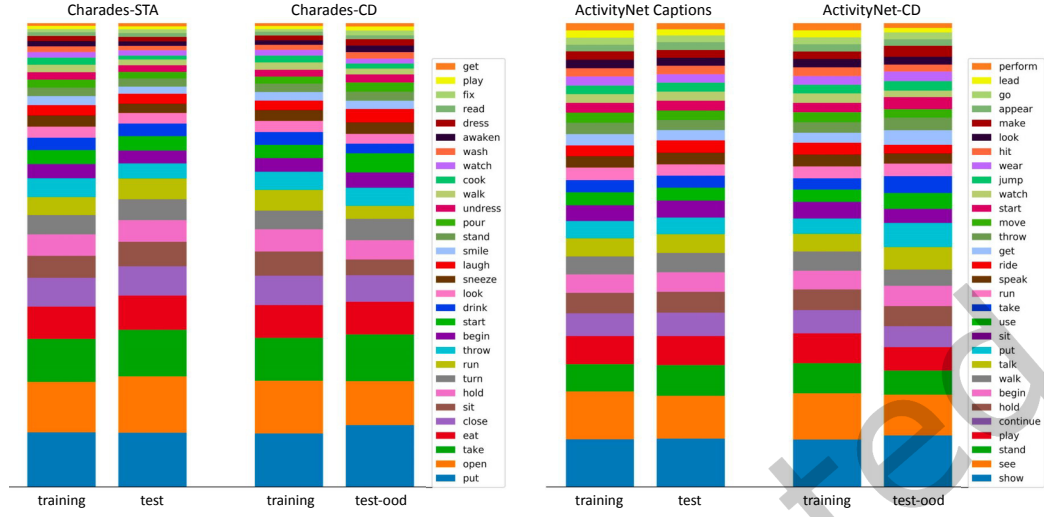 Charades-STA
Charades-CD
get
play
fix
read
dress
awaken
wash
watch
cook
walk
undress
pour
stand
smile
laugh
sneeze
look
drink
start
begin
throw
run
turn
hold
sit
close
eat
take
open
put
training
test
training
test-ood
ActivityNet Captions
ActivityNet-CD
perform
lead
go
appear
make
look
hit
wear
jump
watch
start
move
throw
get
ride
speak
run
take
use
sit
put
talk
walk
begin
hold
continue
play
stand
see
show
training
test
training
test-ood
ted